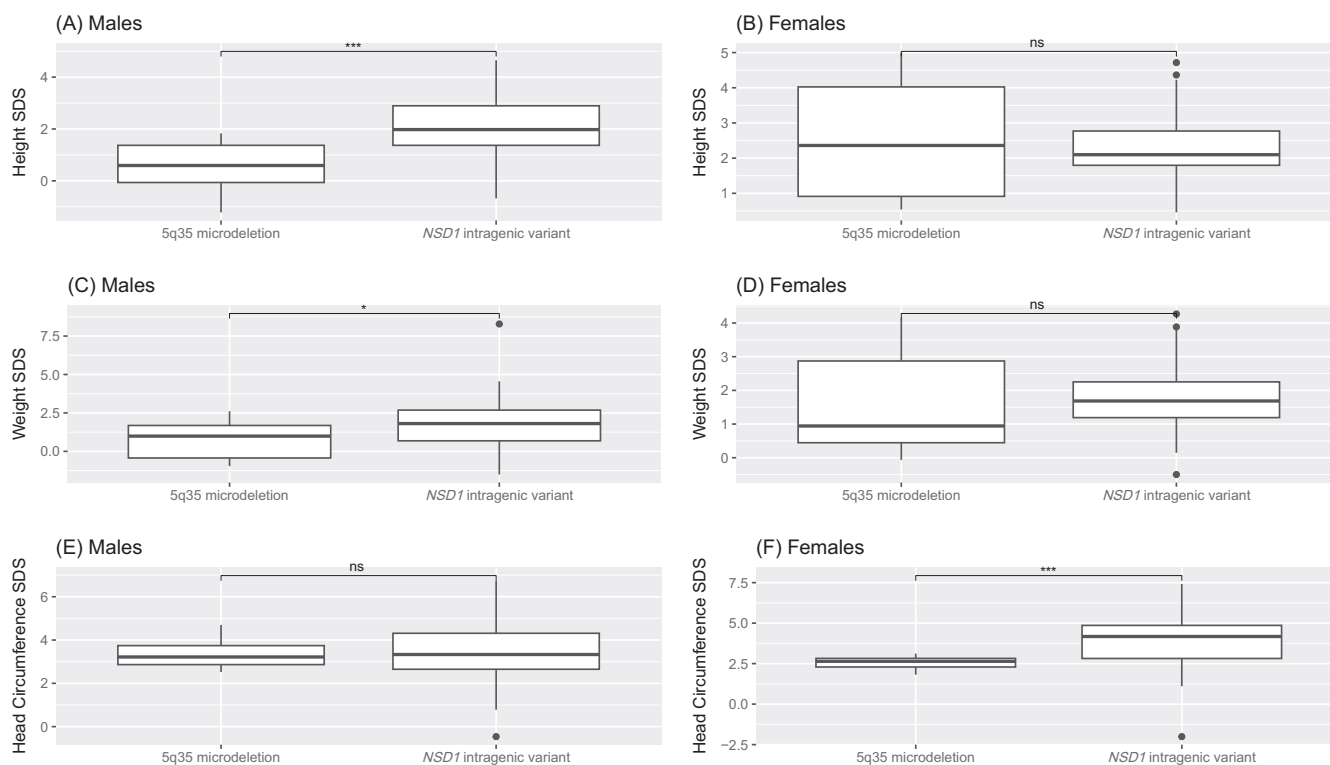 (A) Males
***
Height SDS
4
2
0
5q35 microdeletion
NSD1 intragenic variant
(B) Females
ns
Height SDS
5
4
3
2
1
5q35 microdeletion
NSD1 intragenic variant
(C) Males
*
Weight SDS
7.5
5.0
2.5
0.0
5q35 microdeletion
NSD1 intragenic variant
(D) Females
ns
Weight SDS
4
3
2
1
0
5q35 microdeletion
NSD1 intragenic variant
(E) Males
ns
Head Circumference SDS
6
4
2
0
5q35 microdeletion
NSD1 intragenic variant
(F) Females
***
Head Circumference SDS
7.5
5.0
2.5
0.0
−2.5
5q35 microdeletion
NSD1 intragenic variant